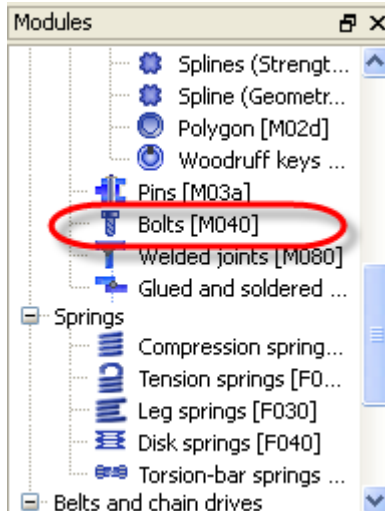 Modules
Splines (Strengt...
Spline (Geometr...
Polygon [M02d]
Woodruff keys ...
Pins [M03a]
Bolts [M040]
Welded joints [M080]
Glued and soldered ...
Springs
Compression spring...
Tension springs [F0...
Leg springs [F030]
Disk springs [F040]
Torsion-bar springs ...
Belts and chain drives